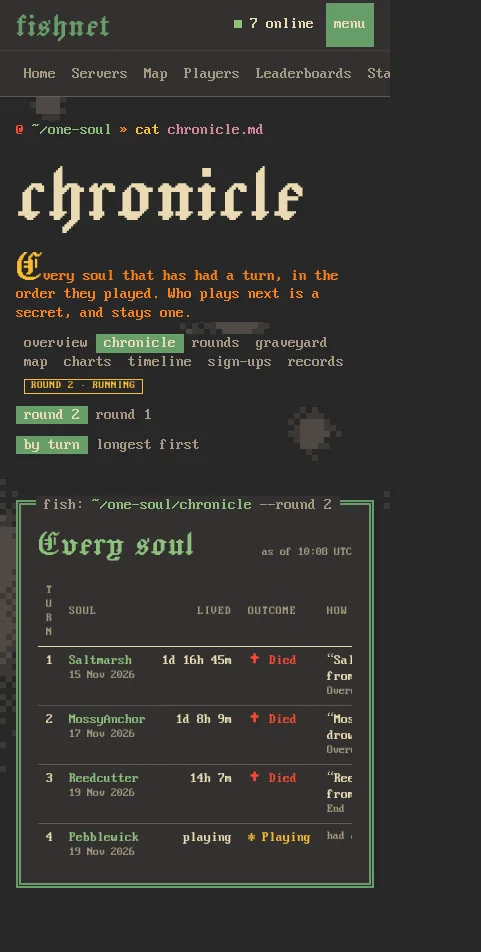 fishnet
7 online menu
Home Servers Map Players Leaderboards Sta
@ ~/one-soul » cat chronicle.md
chronicle
Every soul that has had a turn, in the
order they played. Who plays next is a
secret, and stays one.
overview chronicle rounds graveyard
map charts timeline sign-ups records
ROUND 2 · RUNNING
round 2 round 1
by turn longest first
fish: ~/one-soul/chronicle --round 2
Every soul as of 10:08 UTC
TURN SOUL LIVED OUTCOME HOW
1 Saltmarsh 1d 16h 45m Died “Sal
15 Nov 2026 from
Over
2 MossyAnchor 1d 8h 9m Died “Mos
17 Nov 2026 drow
Over
3 Reedcutter 14h 7m Died “Ree
19 Nov 2026 from
End
4 Pebblewick playing Playing had
19 Nov 2026